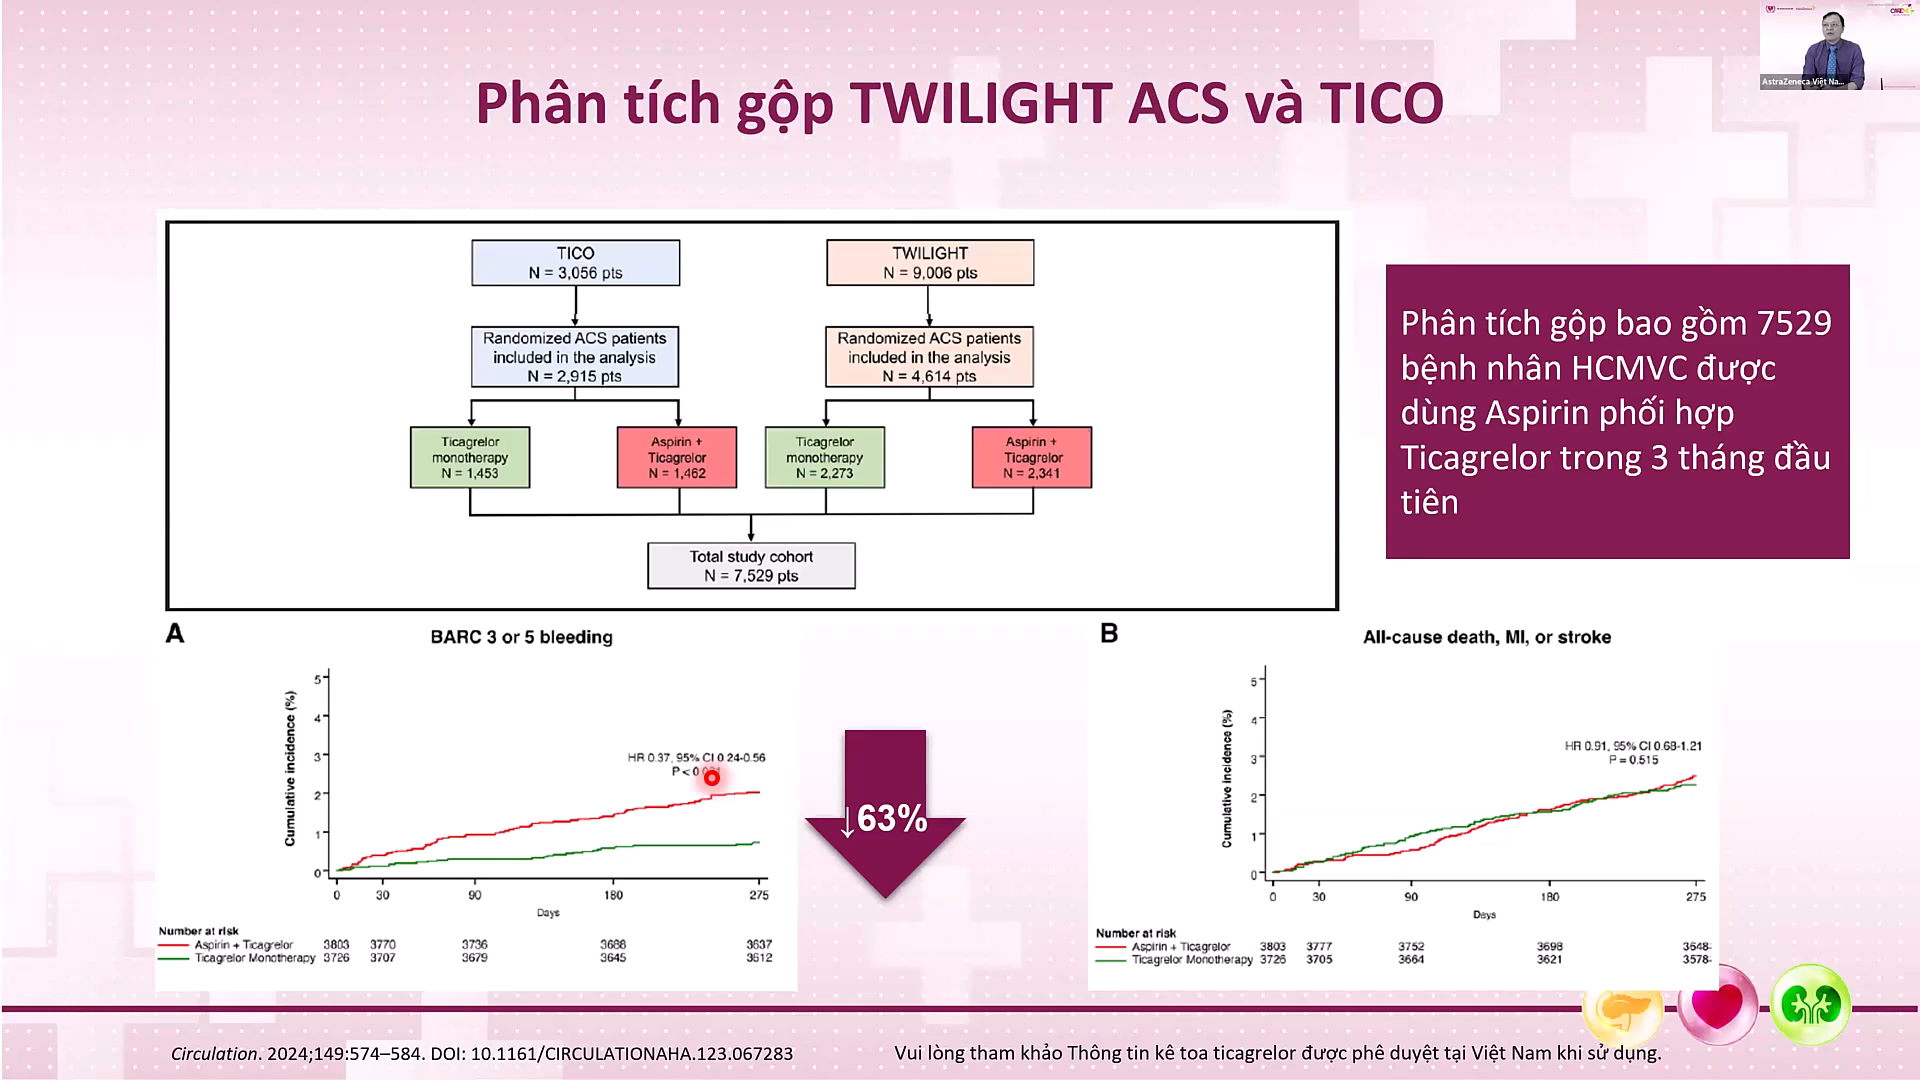 AstraZeneca Việt Na...
Phân tích gộp TWILIGHT ACS và TICO
TICO
N = 3,056 pts
TWILIGHT
N = 9,006 pts
Randomized ACS patients
included in the analysis
N = 2,915 pts
Randomized ACS patients
included in the analysis
N = 4,614 pts
Ticagrelor
monotherapy
N = 1,453
Aspirin +
Ticagrelor
N = 1,462
Ticagrelor
monotherapy
N = 2,273
Aspirin +
Ticagrelor
N = 2,341
Total study cohort
N = 7,529 pts
Phân tích gộp bao gồm 7529
bệnh nhân HCMVC được
dùng Aspirin phối hợp
Ticagrelor trong 3 tháng đầu
tiên
A
BARC 3 or 5 bleeding
Cumulative incidence (%)
5
4
3
2
1
0
HR 0.37, 95% CI 0.24-0.56
P < 0
0 30 90 180 275
Days
Number at risk
Aspirin + Ticagrelor 3803 3770 3736 3688 3637
Ticagrelor Monotherapy 3726 3707 3679 3645 3612
↓63%
B
All-cause death, MI, or stroke
Cumulative incidence (%)
5
4
3
2
1
0
HR 0.91, 95% CI 0.68-1.21
P = 0.515
0 30 90 180 275
Days
Number at risk
Aspirin + Ticagrelor 3803 3777 3752 3698 3648
Ticagrelor Monotherapy 3726 3705 3664 3621 3578
Circulation. 2024;149:574–584. DOI: 10.1161/CIRCULATIONAHA.123.067283
Vui lòng tham khảo Thông tin kê toa ticagrelor được phê duyệt tại Việt Nam khi sử dụng.